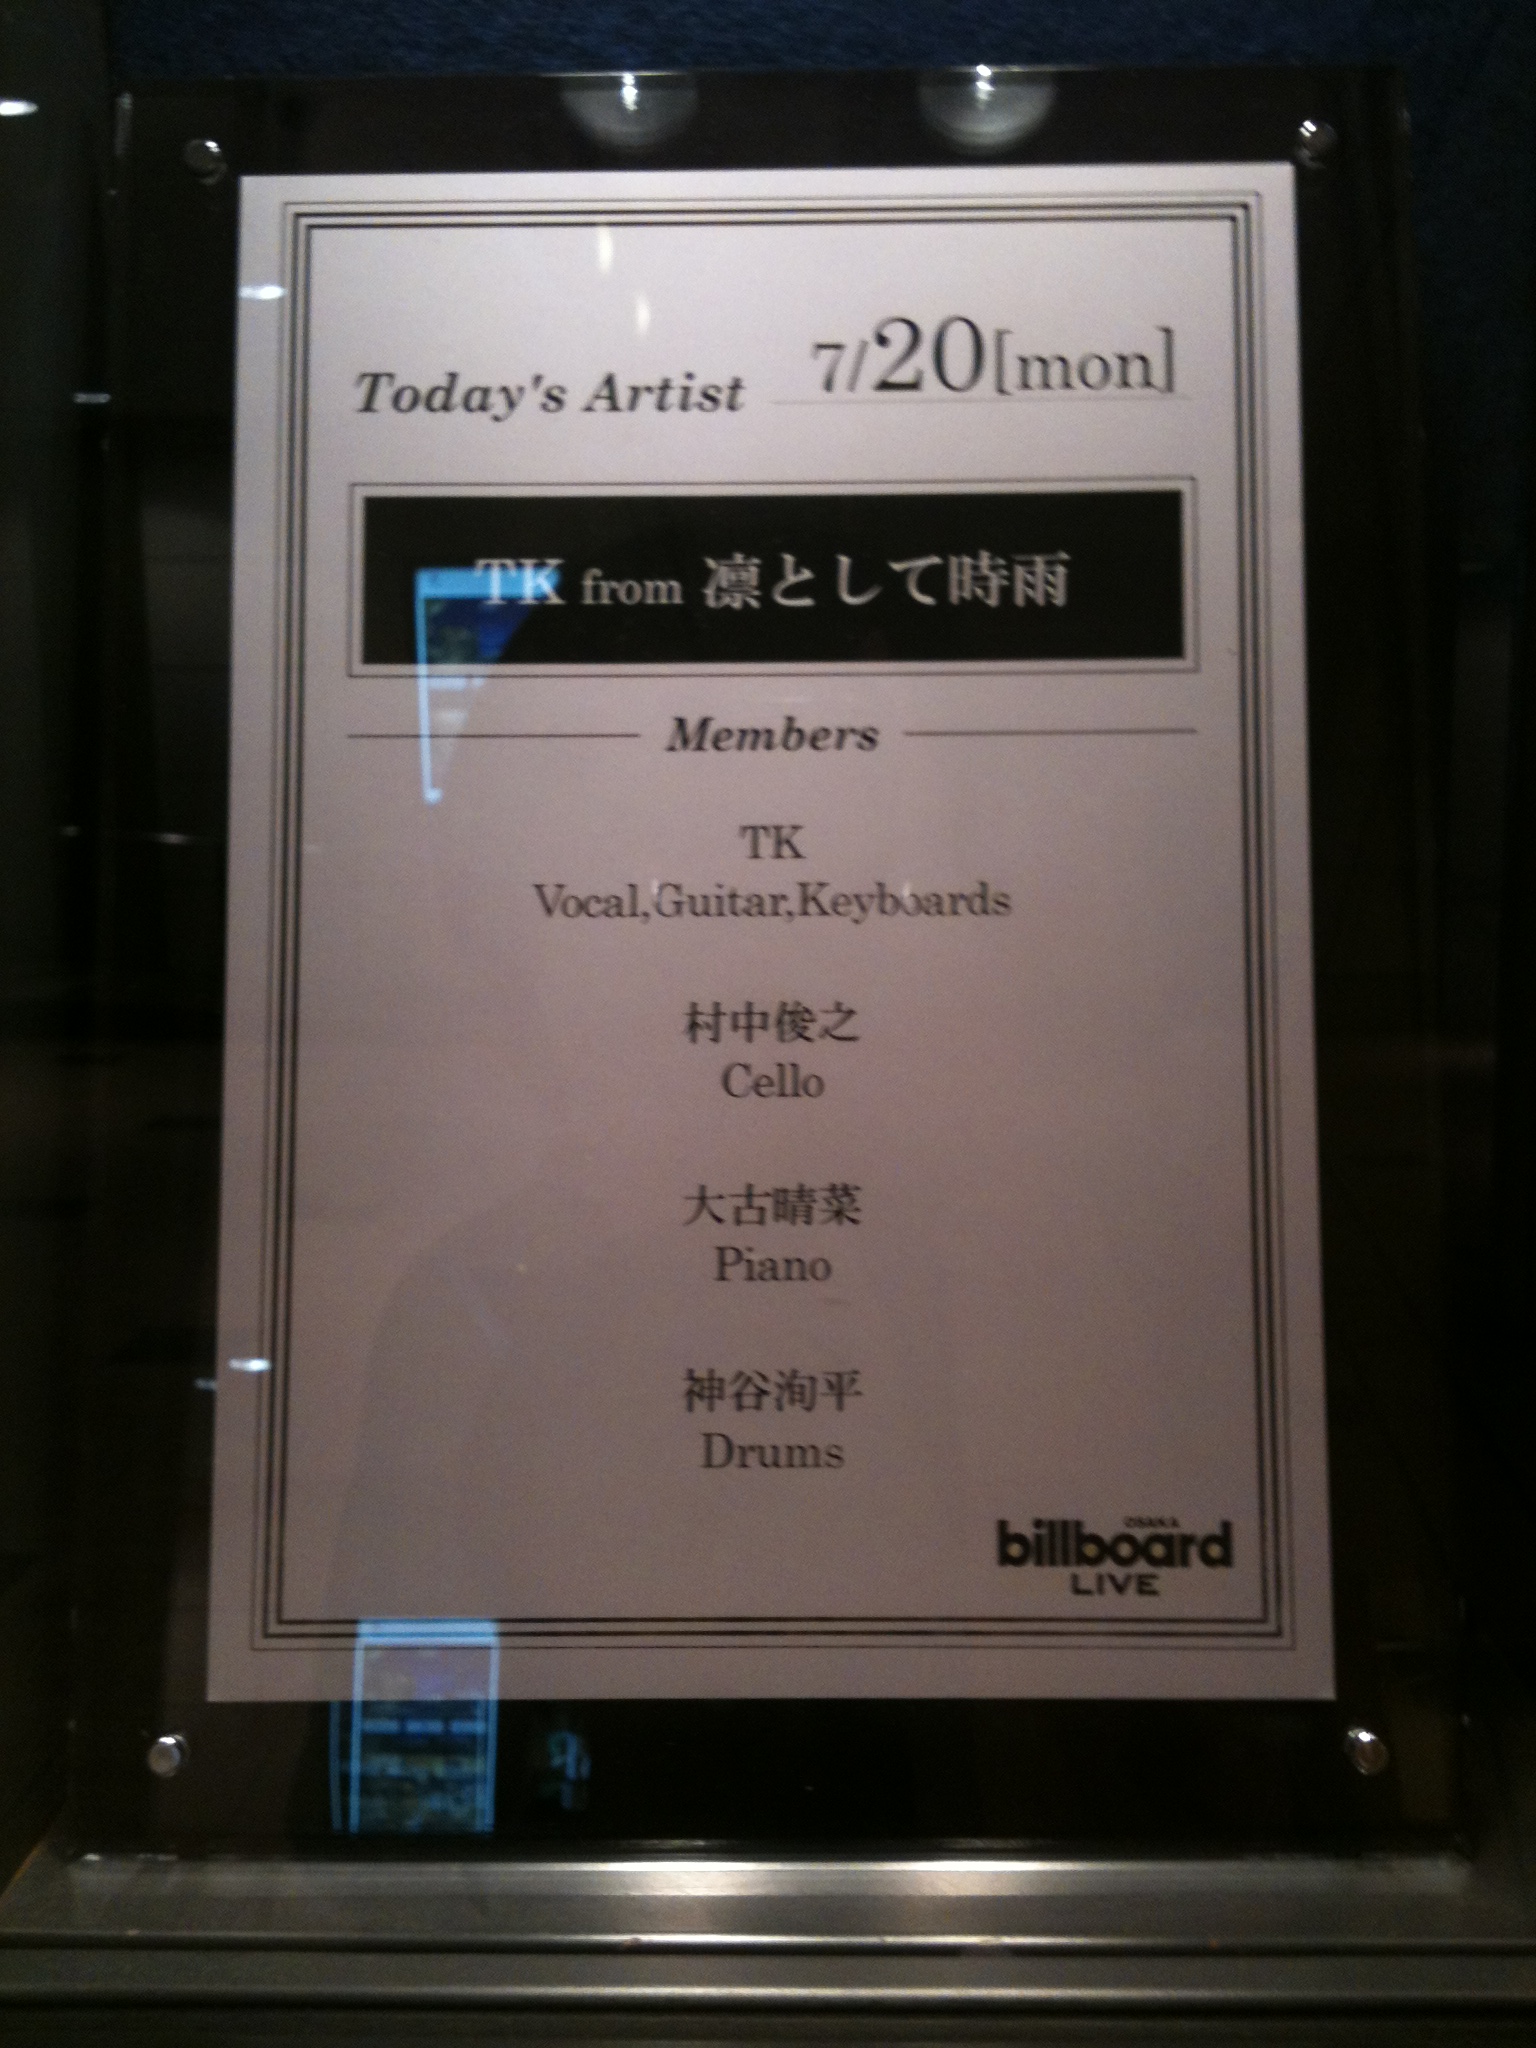 Today's Artist 7/20[mon]
TK from 凛として時雨
Members
TK
Vocal,Guitar,Keyboards
村中俊之
Cello
大古晴菜
Piano
神谷洵平
Drums
OSAKA
billboard
LIVE